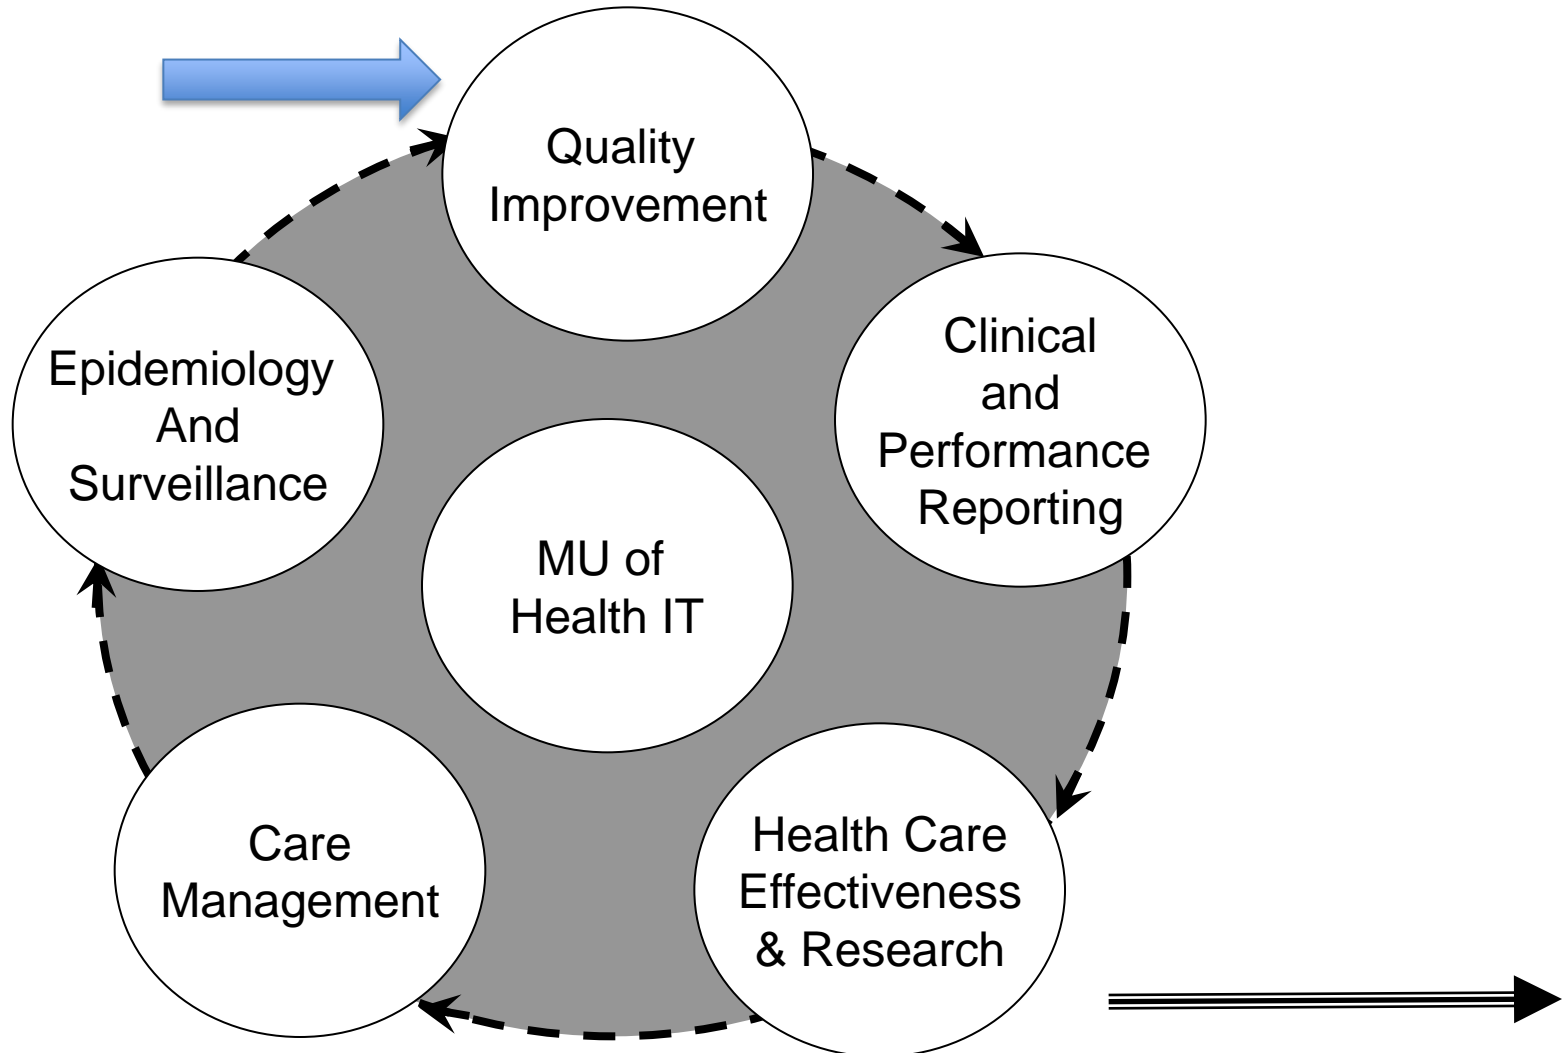 Quality
Improvement
Clinical
and
Performance
Reporting
Health Care
Effectiveness
& Research
Care
Management
Epidemiology
And
Surveillance
MU of
Health IT